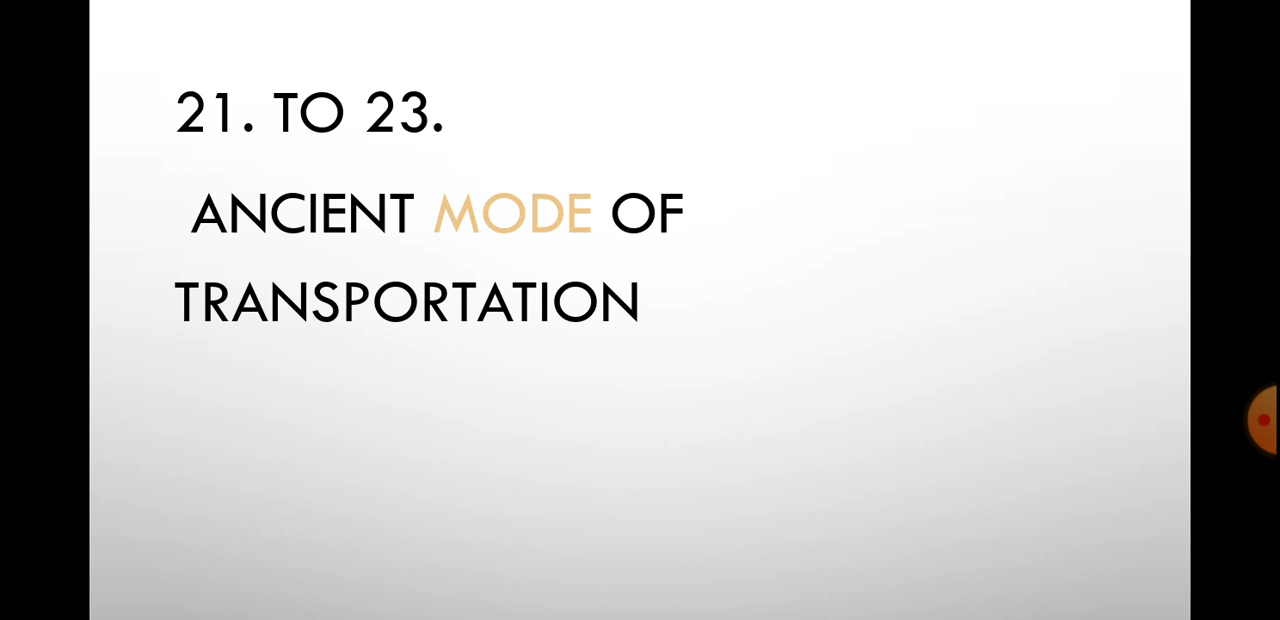 21. TO 23.
ANCIENT MODE OF
TRANSPORTATION